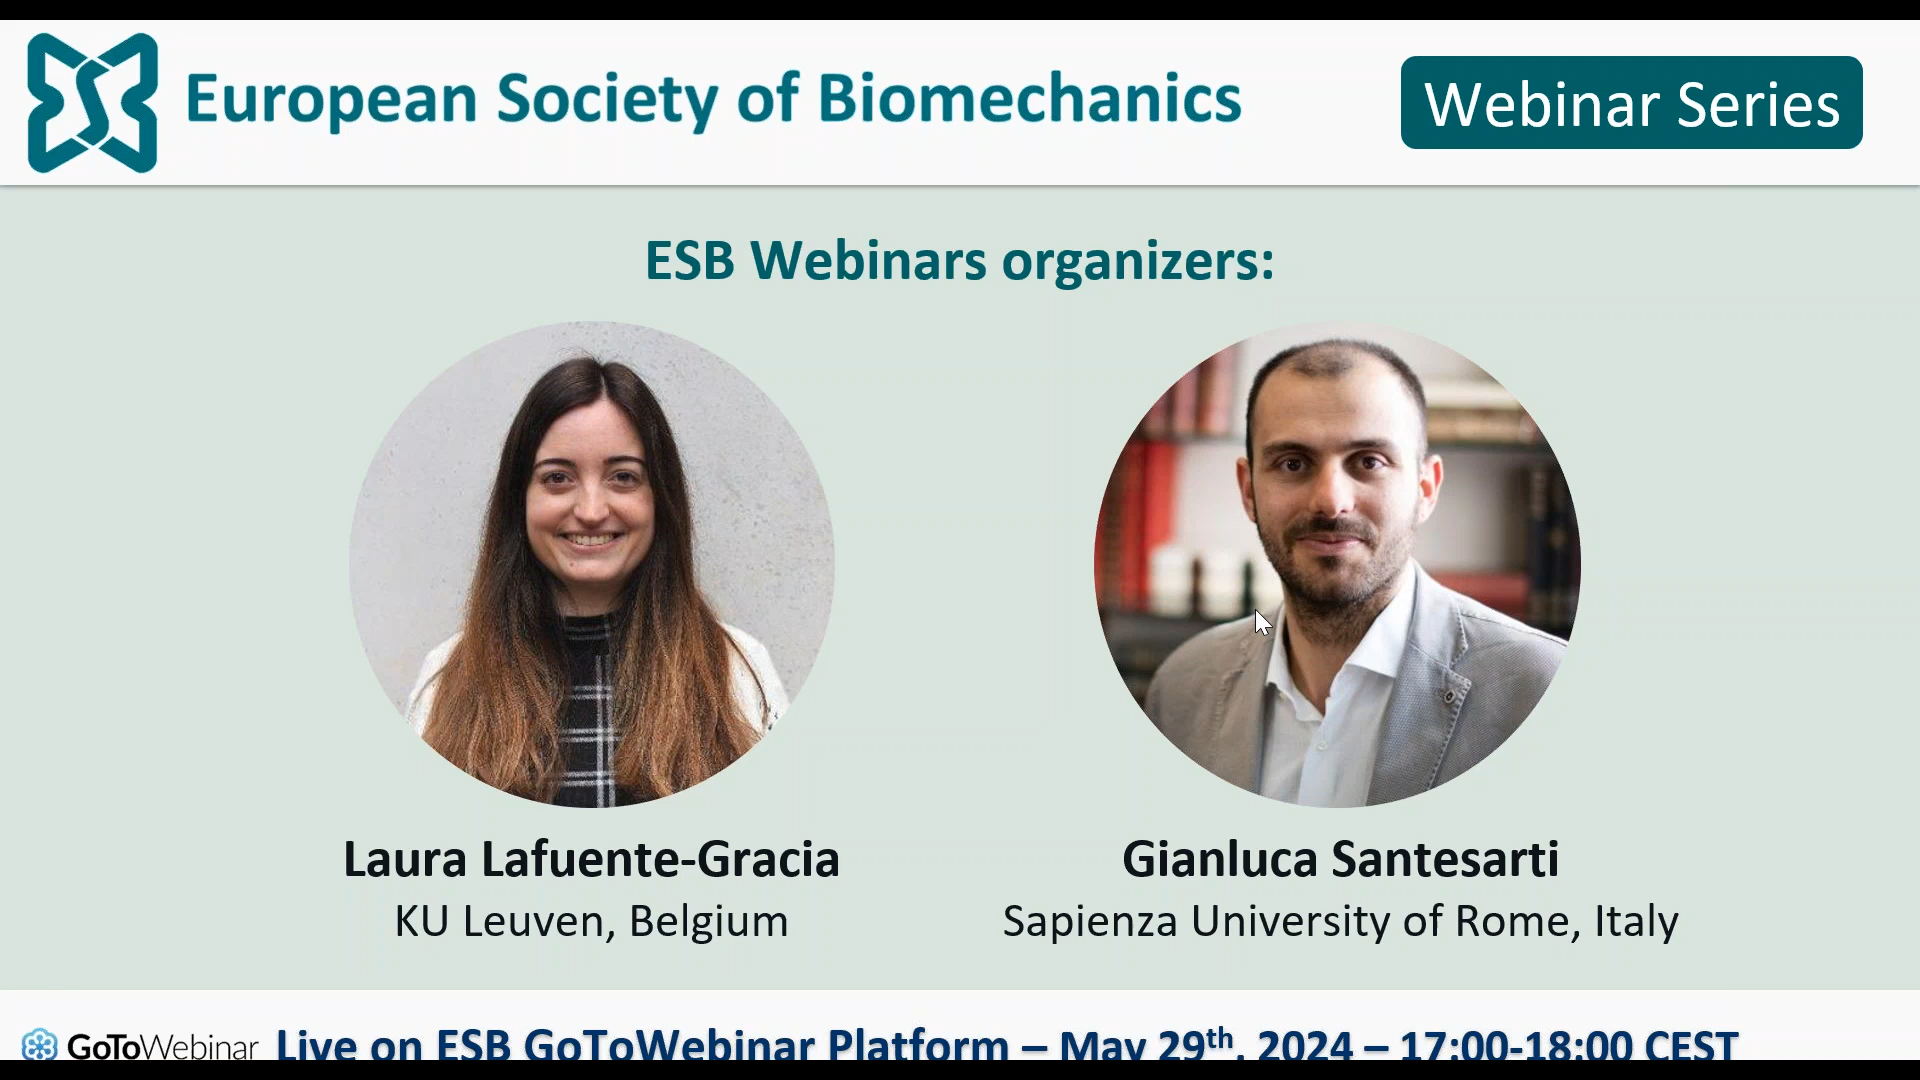 European Society of Biomechanics
Webinar Series
ESB Webinars organizers:
Laura Lafuente-Gracia
KU Leuven, Belgium
Gianluca Santesarti
Sapienza University of Rome, Italy
GoToWebinar
Live on ESB GoToWebinar Platform – May 29th, 2024 – 17:00-18:00 CEST